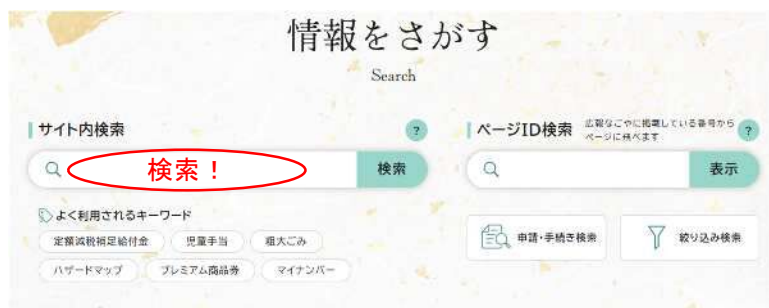 情報をさがす
Search
サイト内検索
?
検索！
検索
よく利用されるキーワード
定額減税補足給付金
児童手当
粗大ごみ
ハザードマップ
プレミアム商品券
マイナンバー
ページID検索
広報なごやに掲載している番号から
ページに飛べます
?
表示
申請・手続き検索
絞り込み検索